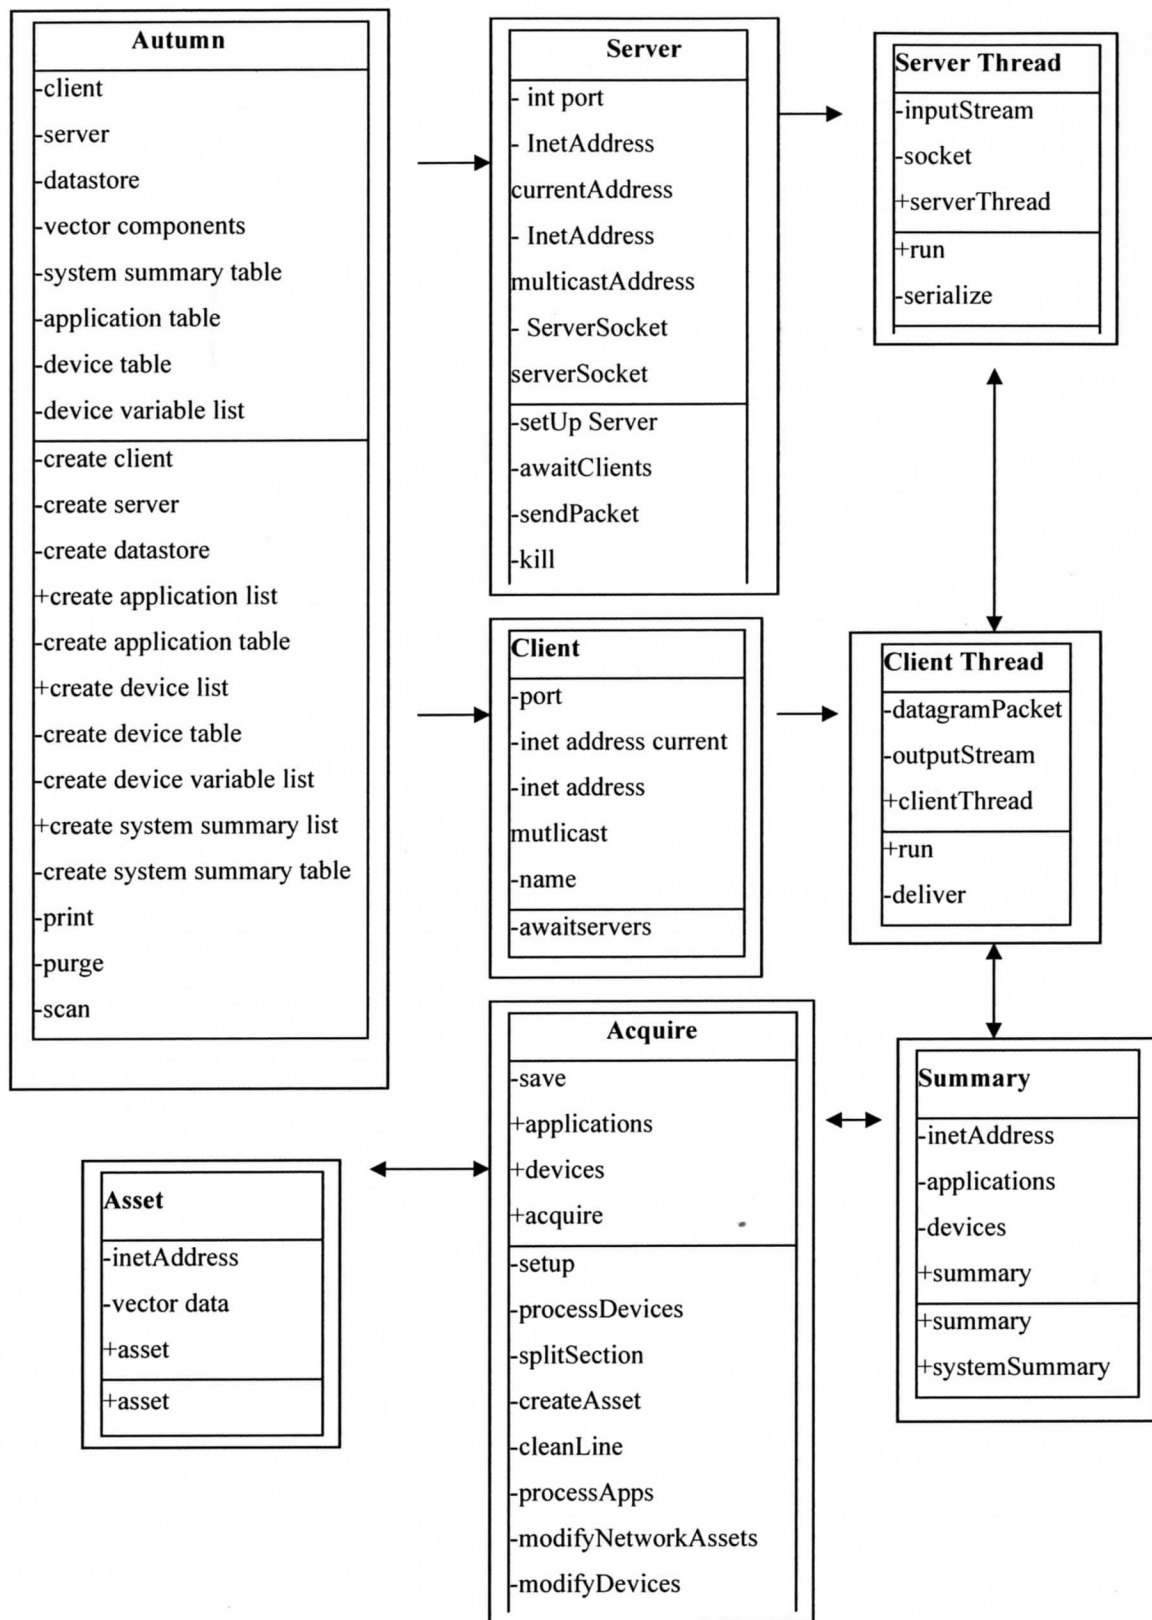 Autumn
-client
-server
-datastore
-vector components
-system summary table
-application table
-device table
-device variable list
-create client
-create server
-create datastore
+create application list
-create application table
+create device list
-create device table
-create device variable list
+create system summary list
-create system summary table
-print
-purge
-scan
Server
- int port
- InetAddress
currentAddress
- InetAddress
multicastAddress
- ServerSocket
serverSocket
-setUp Server
-awaitClients
-sendPacket
-kill
Server Thread
-inputStream
-socket
+serverThread
+run
-serialize
Client
-port
-inet address current
-inet address
mutlicast
-name
-awaitservers
Client Thread
-datagramPacket
-outputStream
+clientThread
+run
-deliver
Acquire
-save
+applications
+devices
+acquire
-setup
-processDevices
-splitSection
-createAsset
-cleanLine
-processApps
-modifyNetworkAssets
-modifyDevices
Summary
-inetAddress
-applications
-devices
+summary
+summary
+systemSummary
Asset
-inetAddress
-vector data
+asset
+asset